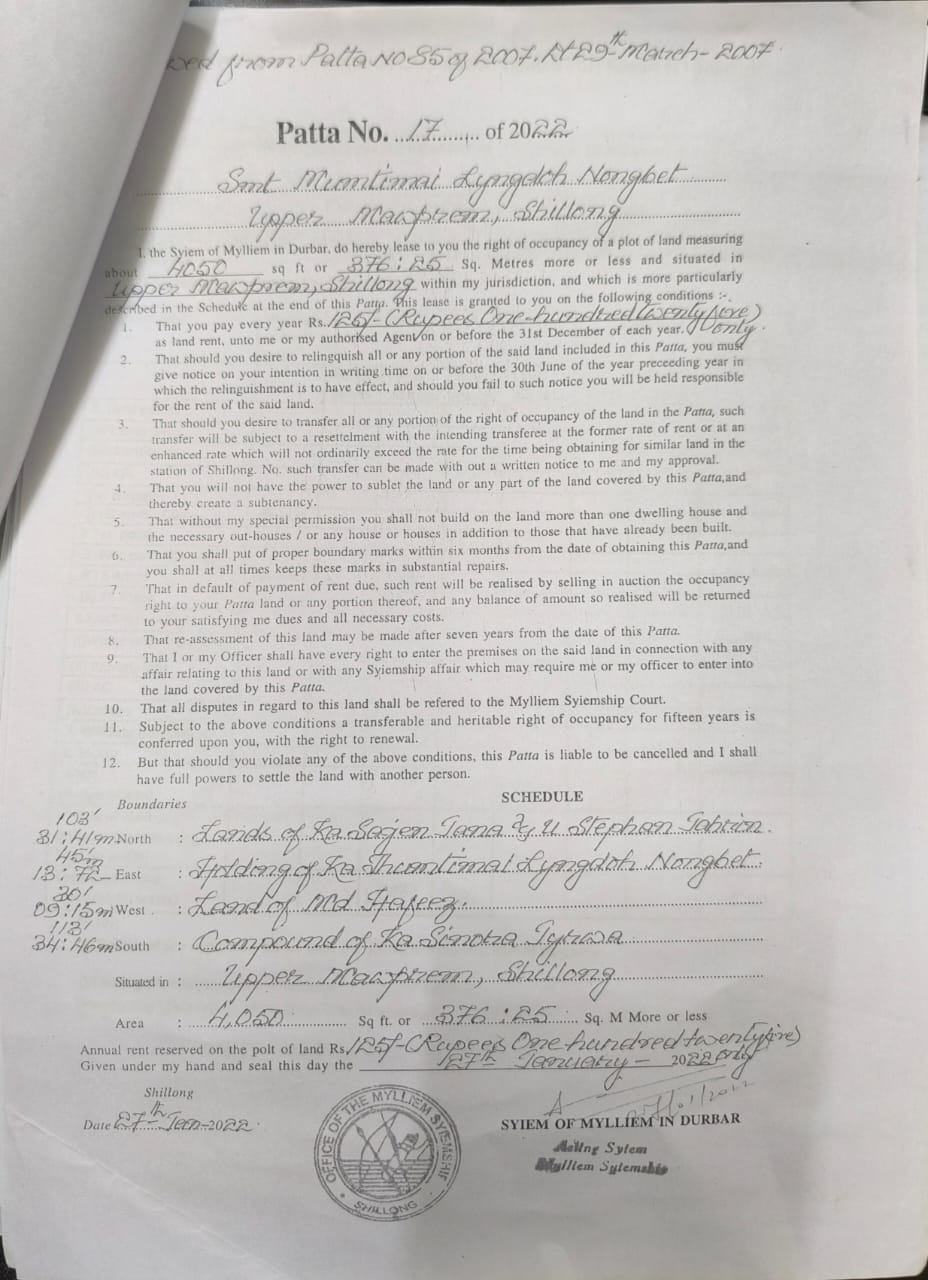 from Patta No 85 of 2007. Dt 29th March - 2007.
Patta No. 17 of 2022
Smt Mumtimai Lyngdoh Nongbet
Upper Mawprem, Shillong
I, the Syiem of Mylliem in Durbar, do hereby lease to you the right of occupancy of a plot of land measuring
about 4050 sq ft or 376:25 Sq. Metres more or less and situated in
Upper Mawprem, Shillong within my jurisdiction, and which is more particularly
described in the Schedule at the end of this Patta. This lease is granted to you on the following conditions :-.
1. That you pay every year Rs. 125/- (Rupees One hundred twenty five)
as land rent, unto me or my authorised Agent on or before the 31st December of each year. only.
2. That should you desire to relingquish all or any portion of the said land included in this Patta, you must
give notice on your intention in writing time on or before the 30th June of the year preceeding year in
which the relinguishment is to have effect, and should you fail to such notice you will be held responsible
for the rent of the said land.
3. That should you desire to transfer all or any portion of the right of occupancy of the land in the Patta, such
transfer will be subject to a resettelment with the intending transferee at the former rate of rent or at an
enhanced rate which will not ordinarily exceed the rate for the time being obtaining for similar land in the
station of Shillong. No. such transfer can be made with out a written notice to me and my approval.
4. That you will not have the power to sublet the land or any part of the land covered by this Patta,and
thereby create a subtenancy.
5. That without my special permission you shall not build on the land more than one dwelling house and
the necessary out-houses / or any house or houses in addition to those that have already been built.
6. That you shall put of proper boundary marks within six months from the date of obtaining this Patta,and
you shall at all times keeps these marks in substantial repairs.
7. That in default of payment of rent due, such rent will be realised by selling in auction the occupancy
right to your Patta land or any portion thereof, and any balance of amount so realised will be returned
to your satisfying me dues and all necessary costs.
8. That re-assessment of this land may be made after seven years from the date of this Patta.
9. That I or my Officer shall have every right to enter the premises on the said land in connection with any
affair relating to this land or with any Syiemship affair which may require me or my officer to enter into
the land covered by this Patta.
10. That all disputes in regard to this land shall be refered to the Mylliem Syiemship Court.
11. Subject to the above conditions a transferable and heritable right of occupancy for fifteen years is
conferred upon you, with the right to renewal.
12. But that should you violate any of the above conditions, this Patta is liable to be cancelled and I shall
have full powers to settle the land with another person.
SCHEDULE
Boundaries
103'
31:41m North : Lands of Ka Sagen Tana & U Stephan
45'
13:72m East : Holding of Ka Lyngdoh Nongbet.
30'
09:15m West : Land of Md Hafeez.
113'
34:46m South : Compound of Ka Sinora
Situated in : Upper Mawprem, Shillong
Area : 4,050 Sq ft. or 376:25 Sq. M More or less
Annual rent reserved on the polt of land Rs. 125/- (Rupees One hundred twenty five)
Given under my hand and seal this day the 27th January - 2022 only
Shillong
Date 27th Jan-2022.
27/01/2022
SYIEM OF MYLLIEM IN DURBAR
Acting Syiem
Mylliem Syiemship
OFFICE OF THE MYLLIEM SYIEMSHIP
SHILLONG